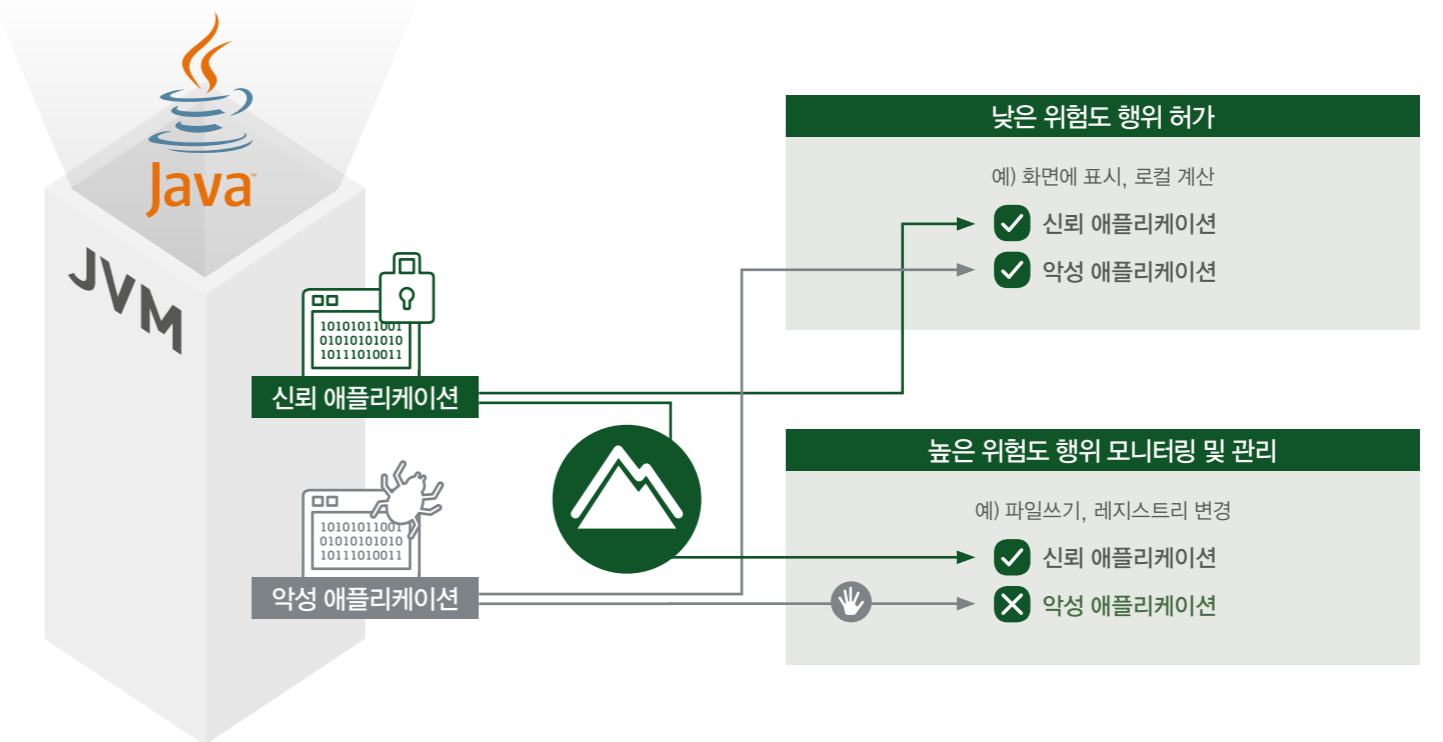 Java™
JVM
10101011001
01010101010
10111010011
신뢰 애플리케이션
10101011001
01010101010
10111010011
악성 애플리케이션
낮은 위험도 행위 허가
예) 화면에 표시, 로컬 계산
신뢰 애플리케이션
악성 애플리케이션
높은 위험도 행위 모니터링 및 관리
예) 파일쓰기, 레지스트리 변경
신뢰 애플리케이션
악성 애플리케이션